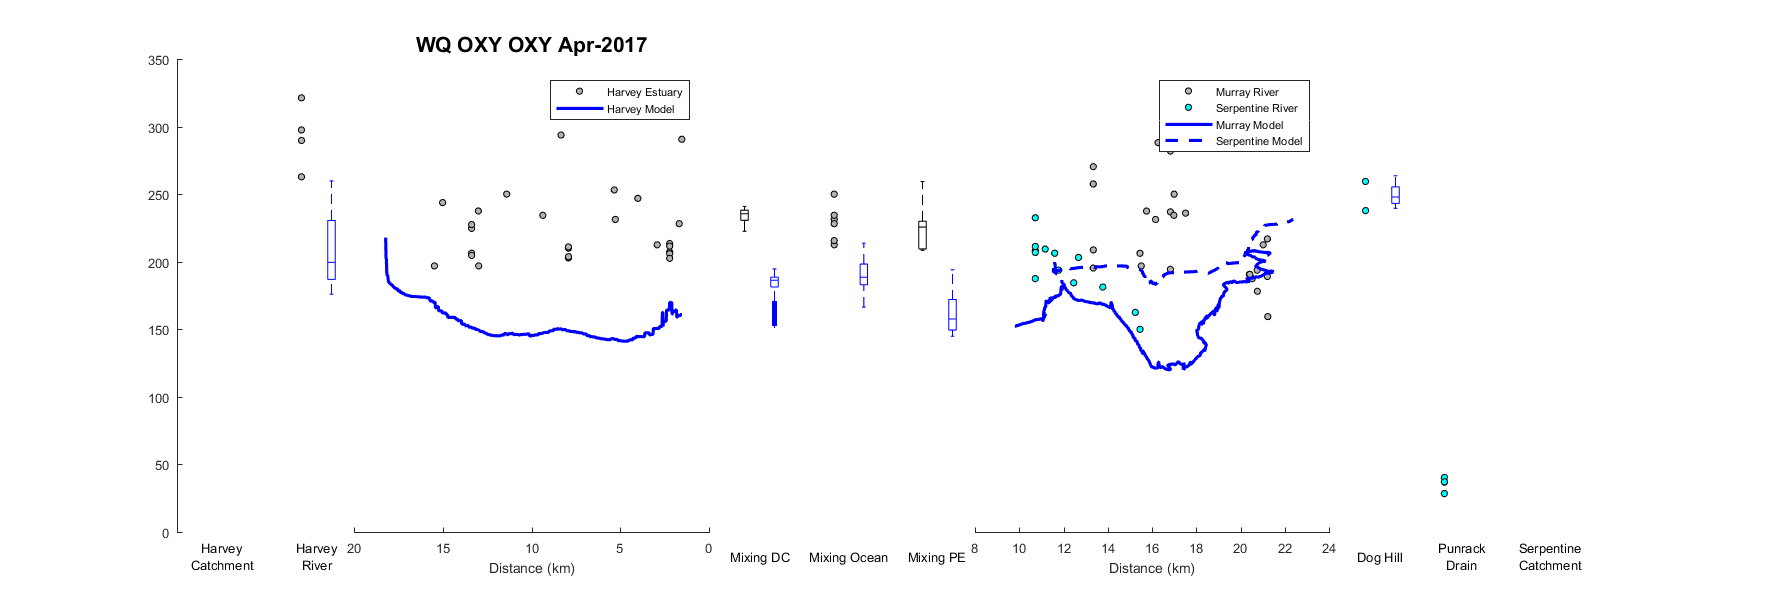 WQ OXY OXY Apr-2017
350
300
250
200
150
100
50
0
Harvey Estuary
Harvey Model
Murray River
Serpentine River
Murray Model
Serpentine Model
Harvey
Catchment
Harvey
River
20 15 10 5 0
Distance (km)
Mixing DC
Mixing Ocean
Mixing PE
8 10 12 14 16 18 20 22 24
Distance (km)
Dog Hill
Punrack
Drain
Serpentine
Catchment